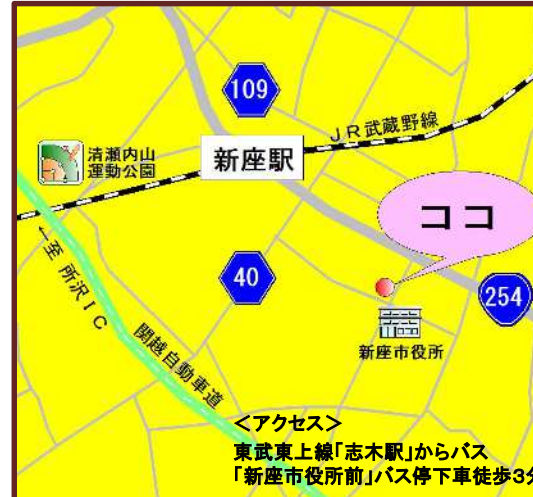 109
JR武蔵野線
新座駅
清瀬内山
運動公園
ココ
←至 所沢IC
40
254
新座市役所
関越自動車道
＜アクセス＞
東武東上線「志木駅」からバス
「新座市役所前」バス停下車徒歩3分